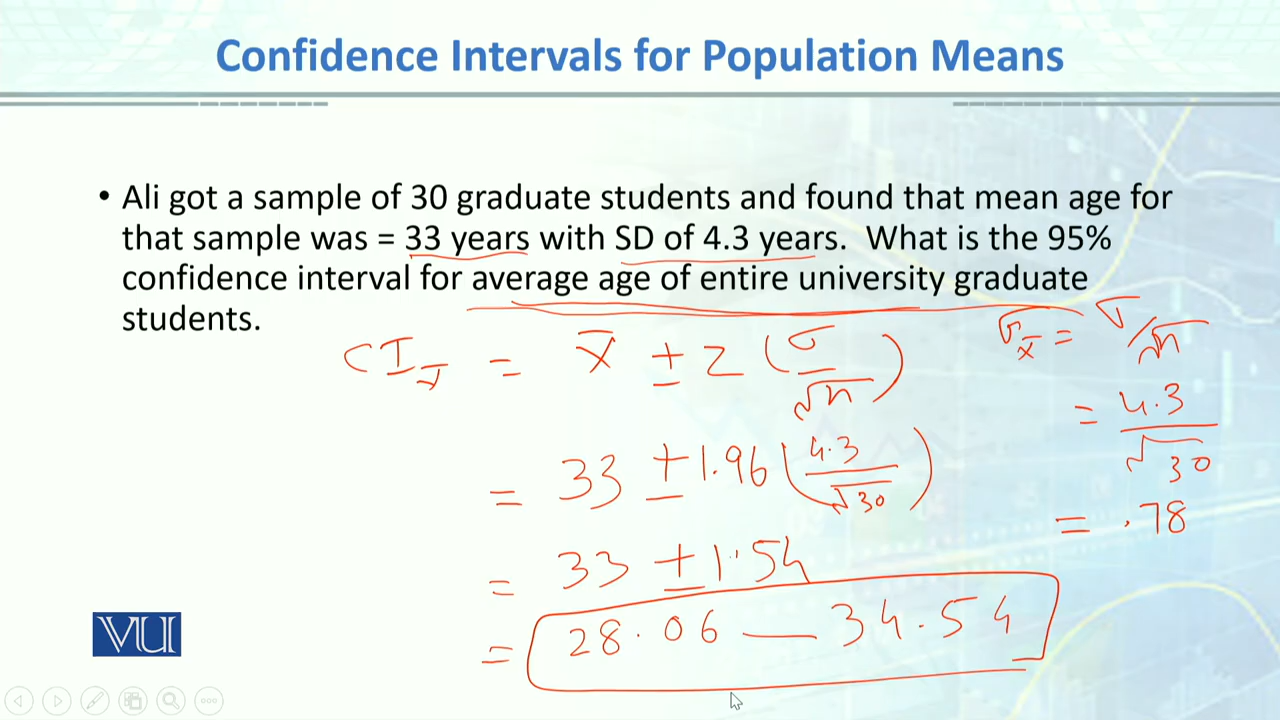 Confidence Intervals for Population Means
• Ali got a sample of 30 graduate students and found that mean age for
that sample was = 33 years with SD of 4.3 years. What is the 95%
confidence interval for average age of entire university graduate
students.
CI x̄ = x̄ ± z (σ/√n)
= 33 ± 1.96 (4.3/√30)
= 33 ± 1.54
= 28.06 — 34.54
σx̄ = σ/√n
= 4.3/√30
= .78
VU